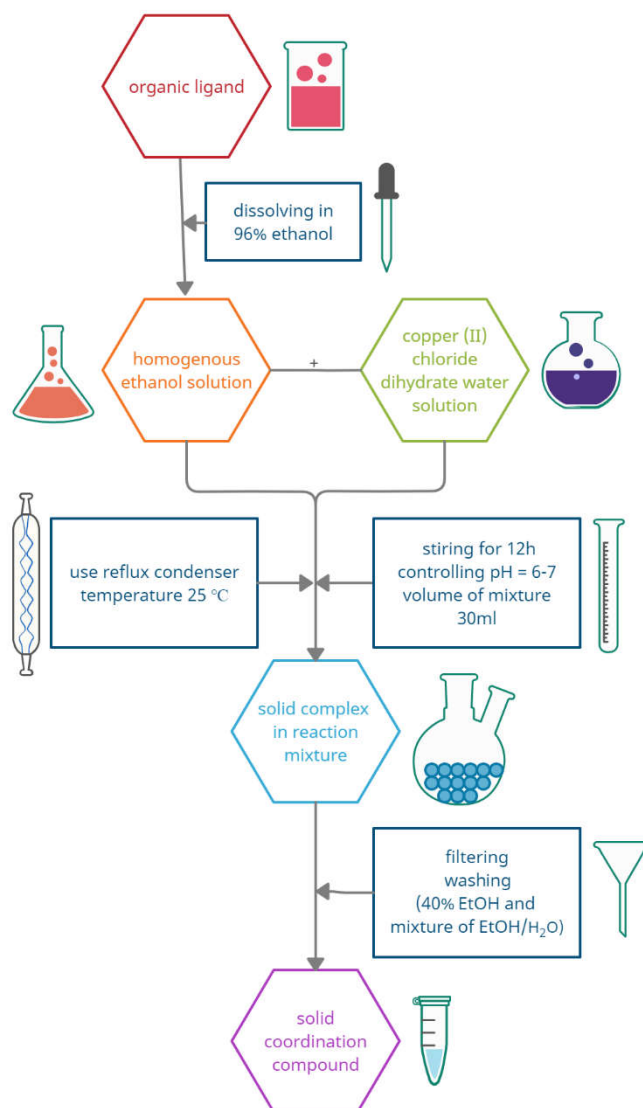 organic ligand
dissolving in
96% ethanol
homogenous
ethanol solution
+
copper (II)
chloride
dihydrate water
solution
use reflux condenser
temperature 25 °C
stiring for 12h
controlling pH = 6-7
volume of mixture
30ml
solid complex
in reaction
mixture
filtering
washing
(40% EtOH and
mixture of EtOH/H₂O)
solid
coordination
compound